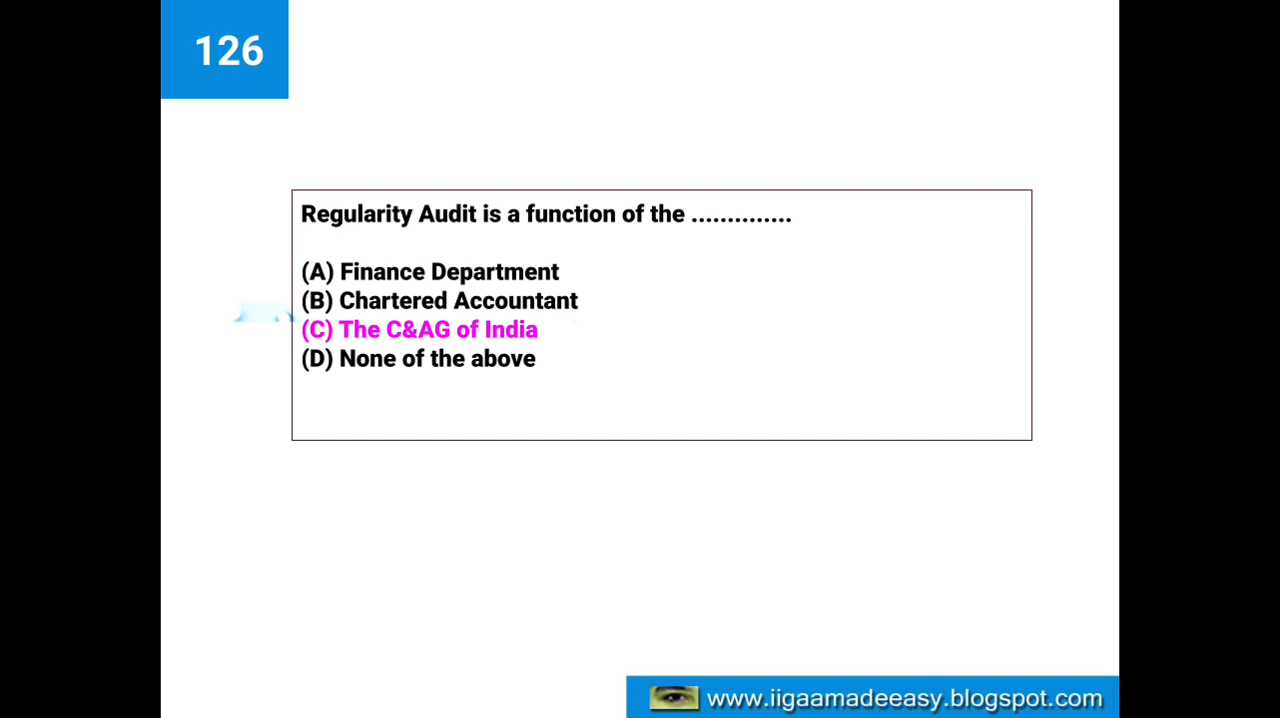 126
Regularity Audit is a function of the ..............
(A) Finance Department
(B) Chartered Accountant
(C) The C&AG of India
(D) None of the above
www.iigaamadeeasy.blogspot.com